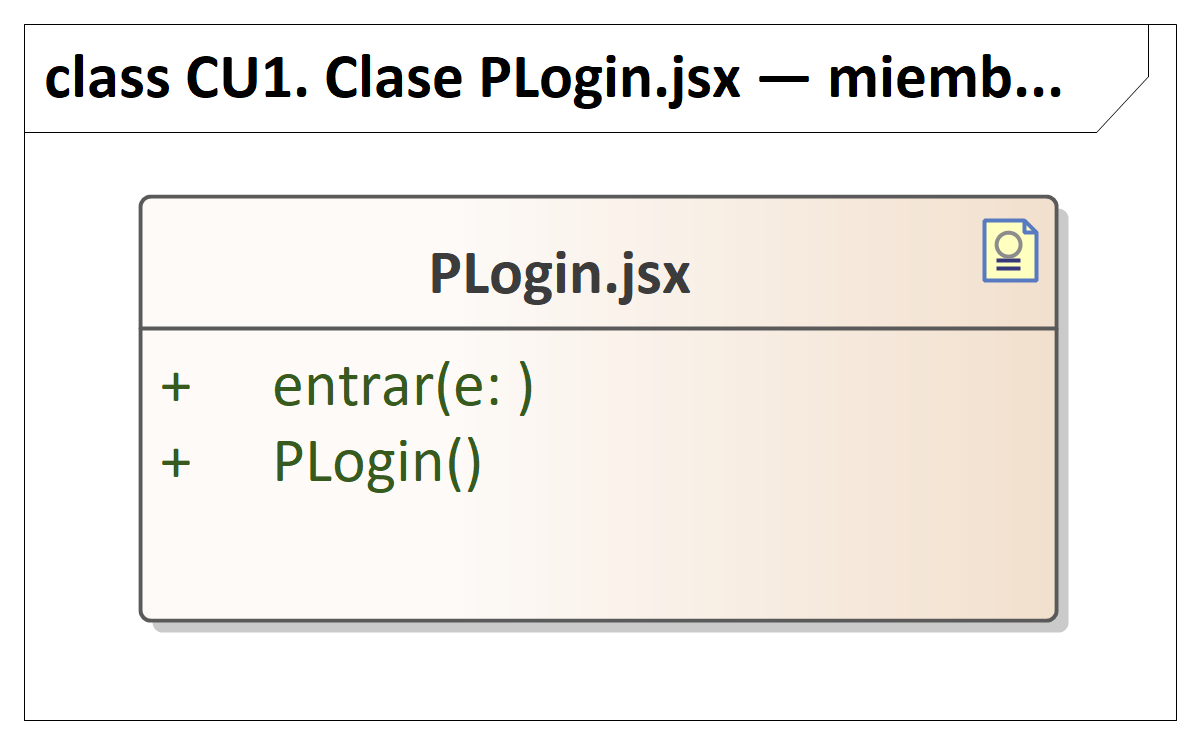 class CU1. Clase PLogin.jsx — miemb...
PLogin.jsx
+ entrar(e: )
+ PLogin()